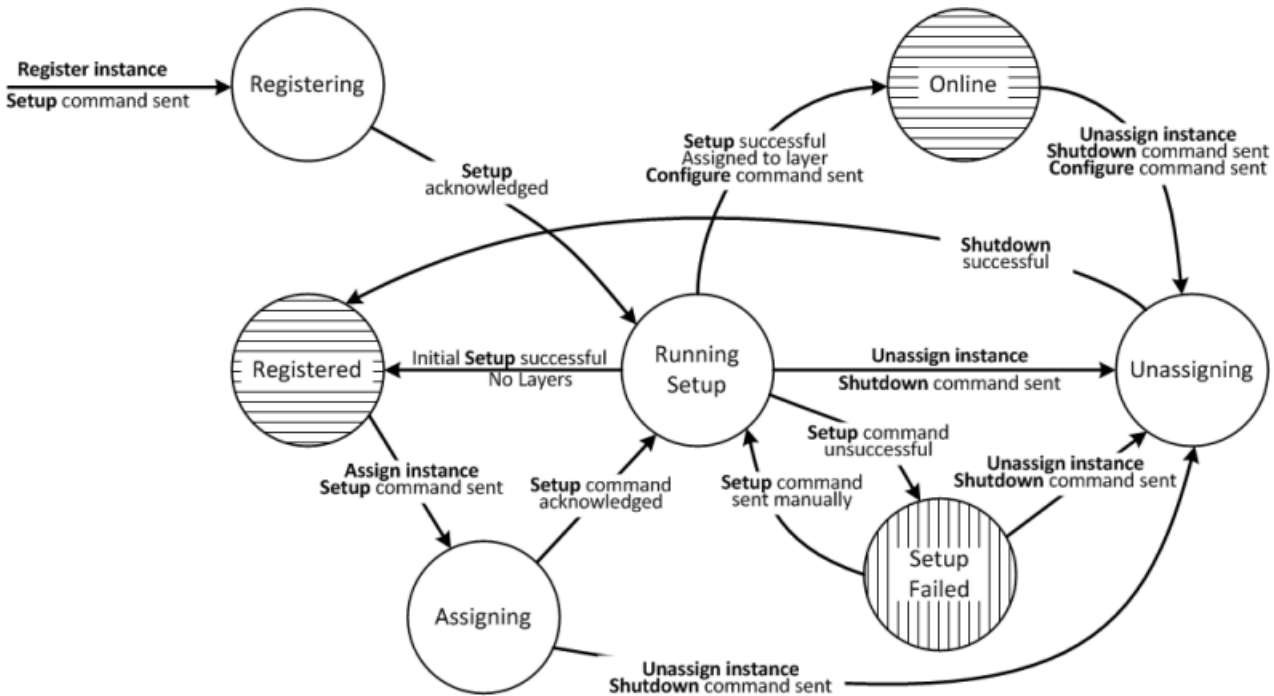 Register instance
Setup command sent
Registering
Online
Setup
acknowledged
Setup successful
Assigned to layer
Configure command sent
Unassign instance
Shutdown command sent
Configure command sent
Shutdown
successful
Registered
Initial Setup successful
No Layers
Running
Setup
Unassign instance
Shutdown command sent
Unassigning
Assign instance
Setup command sent
Setup command
acknowledged
Setup command
sent manually
Setup command
unsuccessful
Unassign instance
Shutdown command sent
Setup
Failed
Assigning
Unassign instance
Shutdown command sent